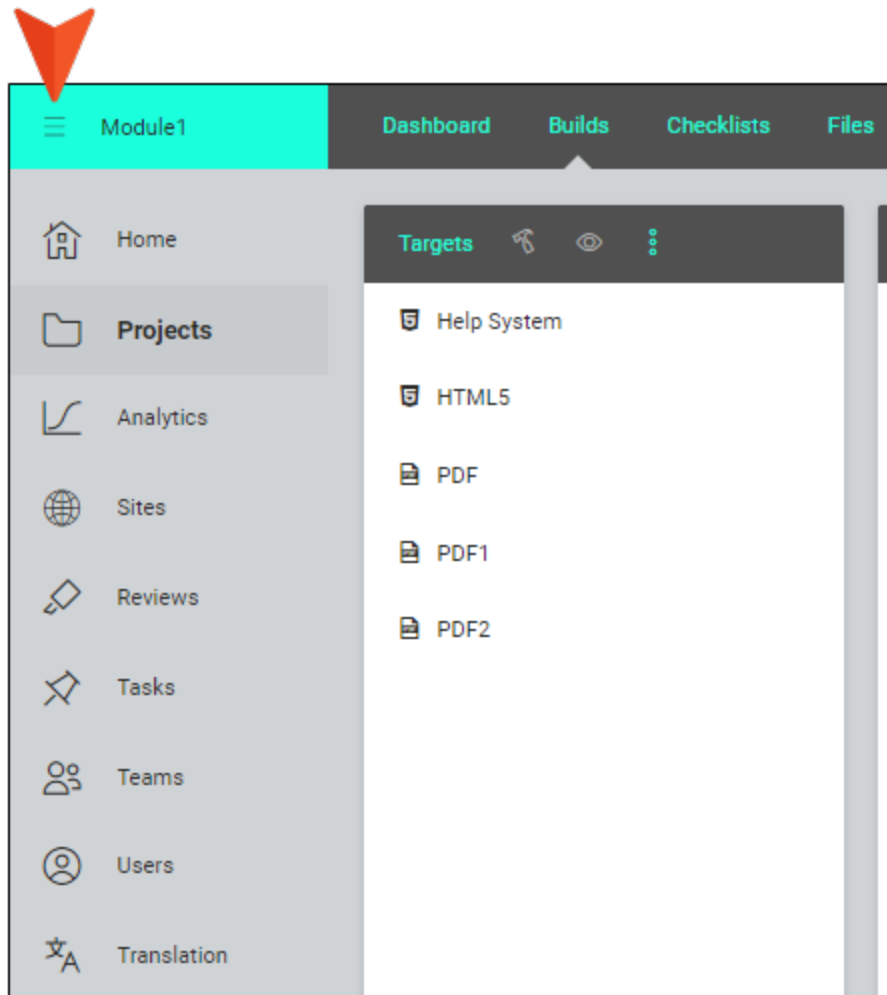 Module1
Dashboard Builds Checklists Files
Home
Projects
Analytics
Sites
Reviews
Tasks
Teams
Users
Translation
Targets
Help System
HTML5
PDF
PDF1
PDF2